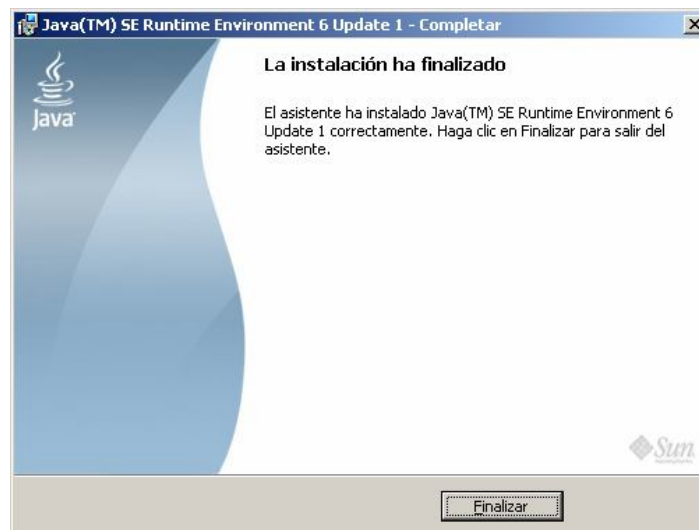 Java(TM) SE Runtime Environment 6 Update 1 - Completar
Java
La instalación ha finalizado
El asistente ha instalado Java(TM) SE Runtime Environment 6
Update 1 correctamente. Haga clic en Finalizar para salir del
asistente.
Sun
Finalizar